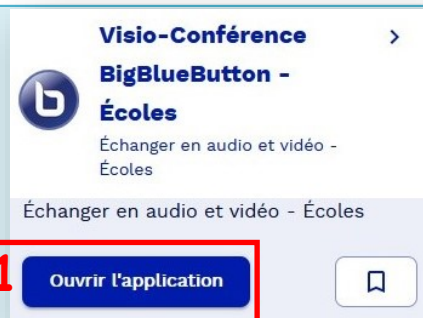 Visio-Conférence
BigBlueButton -
Écoles
Échanger en audio et vidéo -
Écoles
Échanger en audio et vidéo - Écoles
1
Ouvrir l'application